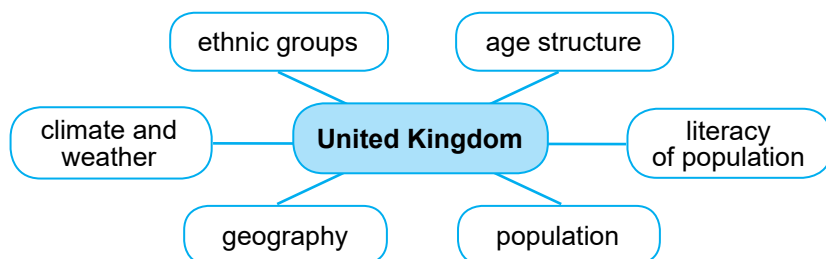 ethnic groups
age structure
climate and
weather
United Kingdom
literacy
of population
geography
population